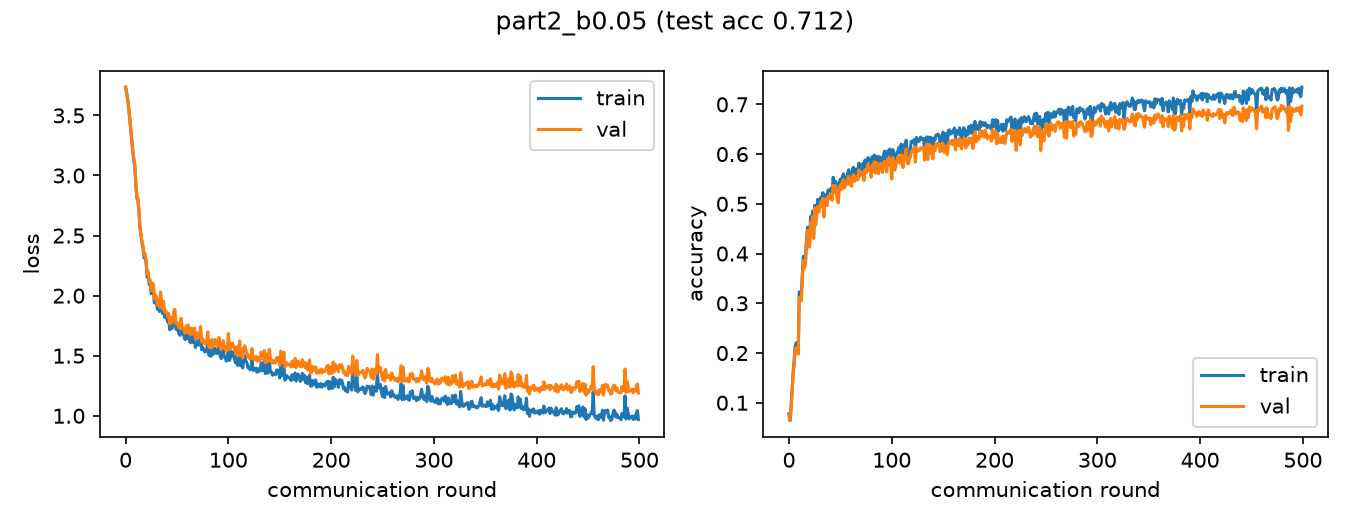 part2_b0.05 (test acc 0.712)
loss
3.5
3.0
2.5
2.0
1.5
1.0
train
val
0 100 200 300 400 500
communication round
accuracy
0.7
0.6
0.5
0.4
0.3
0.2
0.1
train
val
0 100 200 300 400 500
communication round